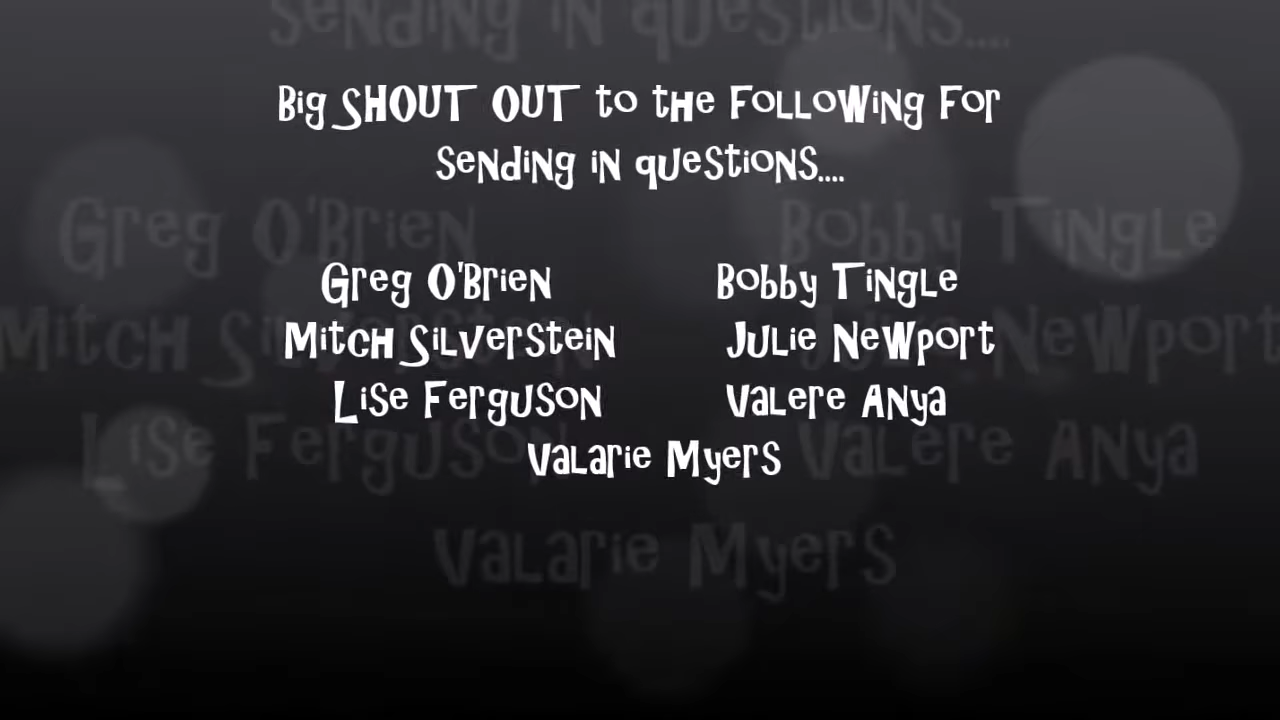 Big SHOUT OUT to the Following For
sending in questions....
Greg O'Brien Bobby Tingle
Mitch Silverstein Julie Newport
Lise Ferguson Valere Anya
Valarie Myers